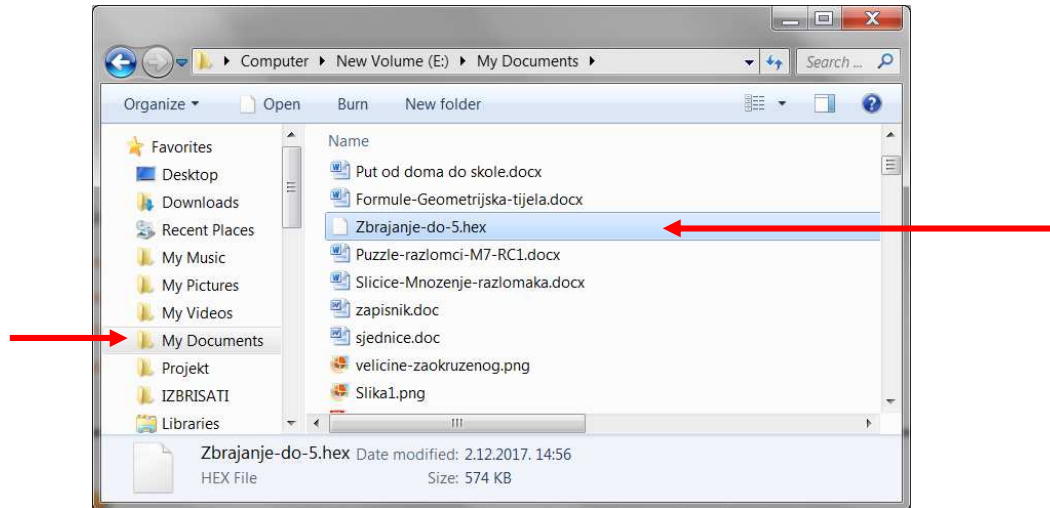 Computer New Volume (E:) My Documents Search ...
Organize Open Burn New folder
Favorites
Desktop
Downloads
Recent Places
My Music
My Pictures
My Videos
My Documents
Projekt
IZBRISATI
Libraries
Name
Put od doma do skole.docx
Formule-Geometrijska-tijela.docx
Zbrajanje-do-5.hex
Puzzle-razlomci-M7-RC1.docx
Slicice-Mnozenje-razlomaka.docx
zapisnik.doc
sjednice.doc
velicine-zaokruzenog.png
Slika1.png
Zbrajanje-do-5.hex Date modified: 2.12.2017. 14:56
HEX File Size: 574 KB